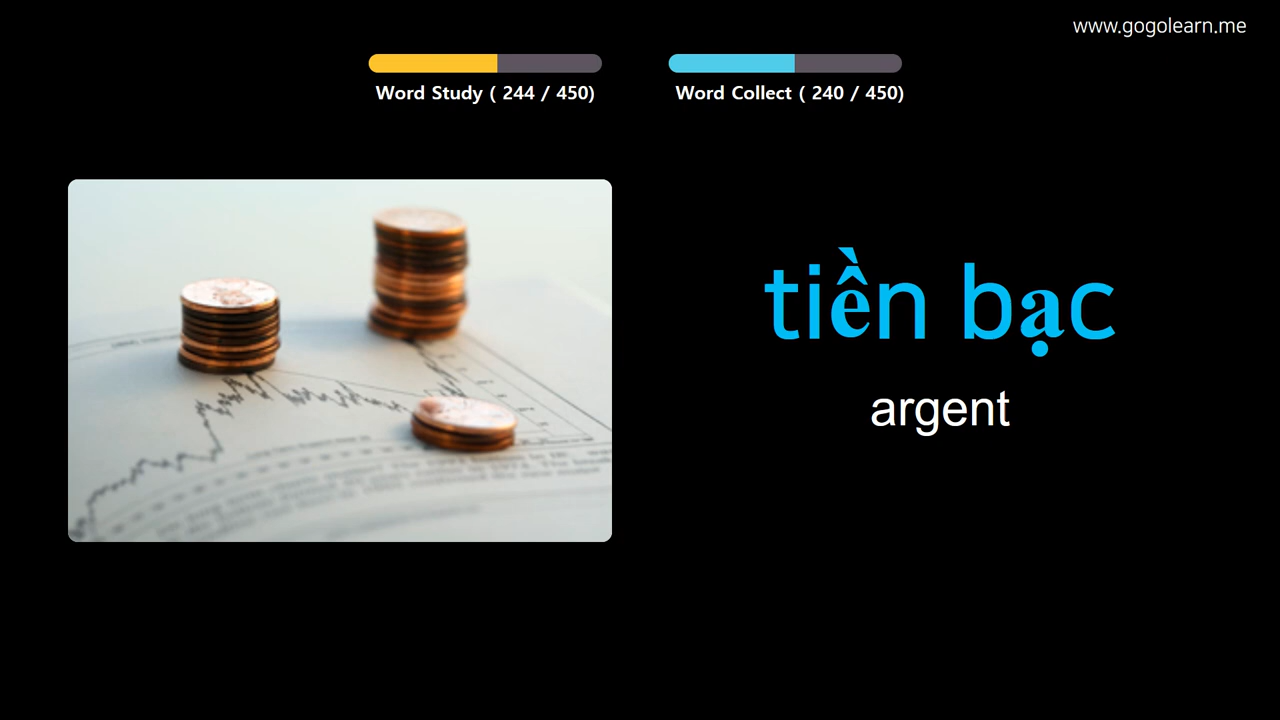 www.gogolearn.me
Word Study ( 244 / 450)
Word Collect ( 240 / 450)
tiền bạc
argent